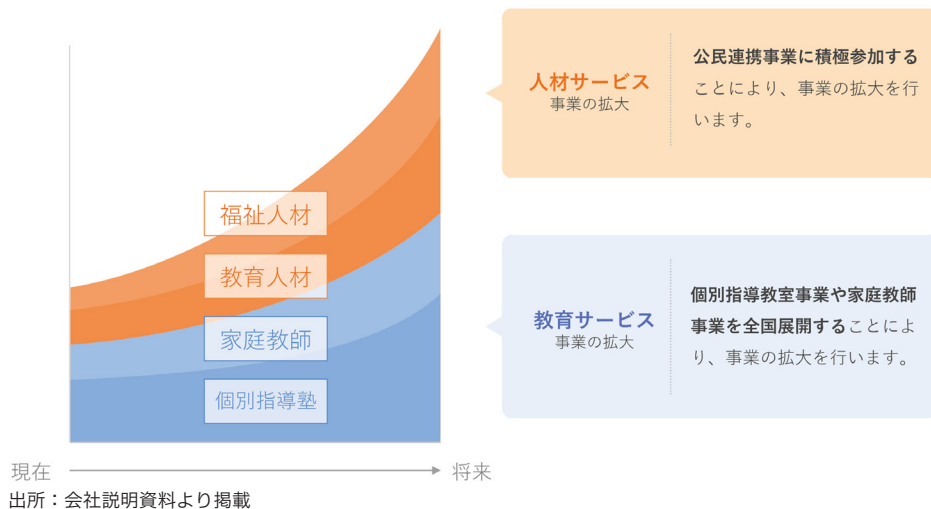 福祉人材
教育人材
家庭教師
個別指導塾
現在
将来
出所：会社説明資料より掲載
人材サービス
事業の拡大
公民連携事業に積極参加する
ことにより、事業の拡大を行
います。
教育サービス
事業の拡大
個別指導教室事業や家庭教師
事業を全国展開することによ
り、事業の拡大を行います。